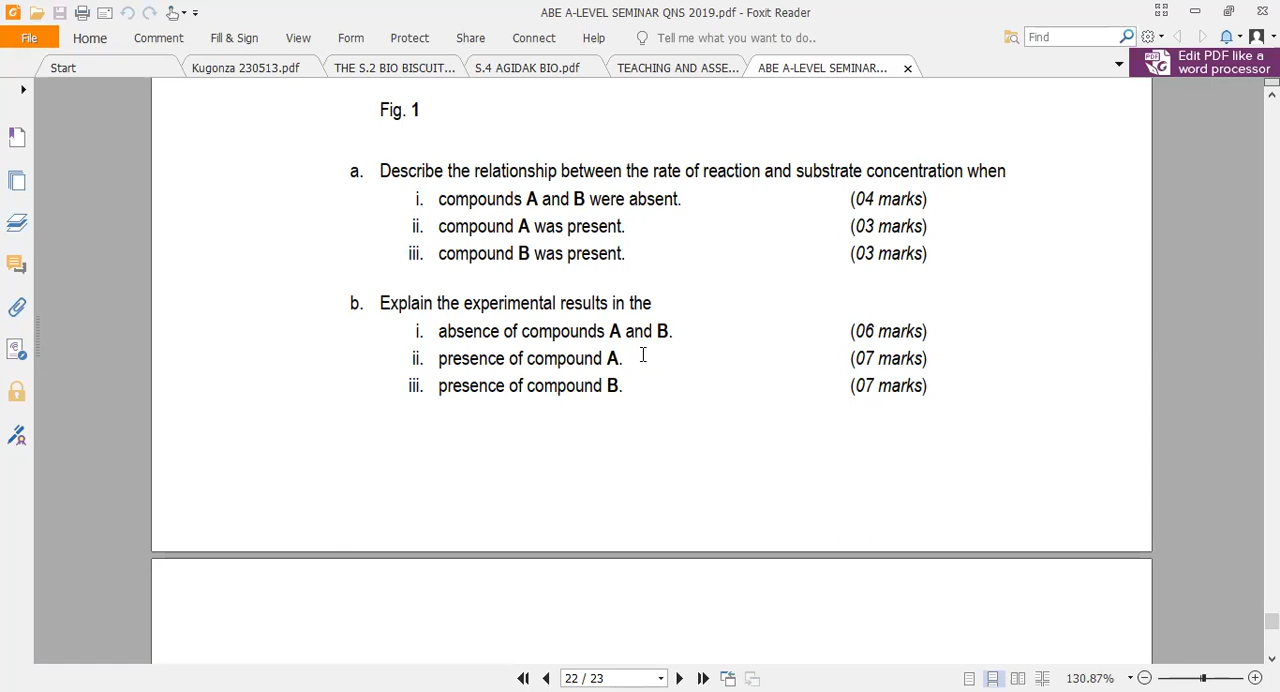 ABE A-LEVEL SEMINAR QNS 2019.pdf - Foxit Reader
File Home Comment Fill & Sign View Form Protect Share Connect Help Tell me what you want to do.. Find
Start Kugonza 230513.pdf THE S.2 BIO BISCUIT... S.4 ASDAK BIO.pdf TEACHING AND ASSE... ABE A-LEVEL SEMINAR... Edit PDF like a
word processor
Fig. 1
a. Describe the relationship between the rate of reaction and substrate concentration when
i. compounds A and B were absent. (04 marks)
ii. compound A was present. (03 marks)
iii. compound B was present. (03 marks)
b. Explain the experimental results in the
i. absence of compounds A and B. (06 marks)
ii. presence of compound A. (07 marks)
iii. presence of compound B. (07 marks)
22 / 23 130.87%